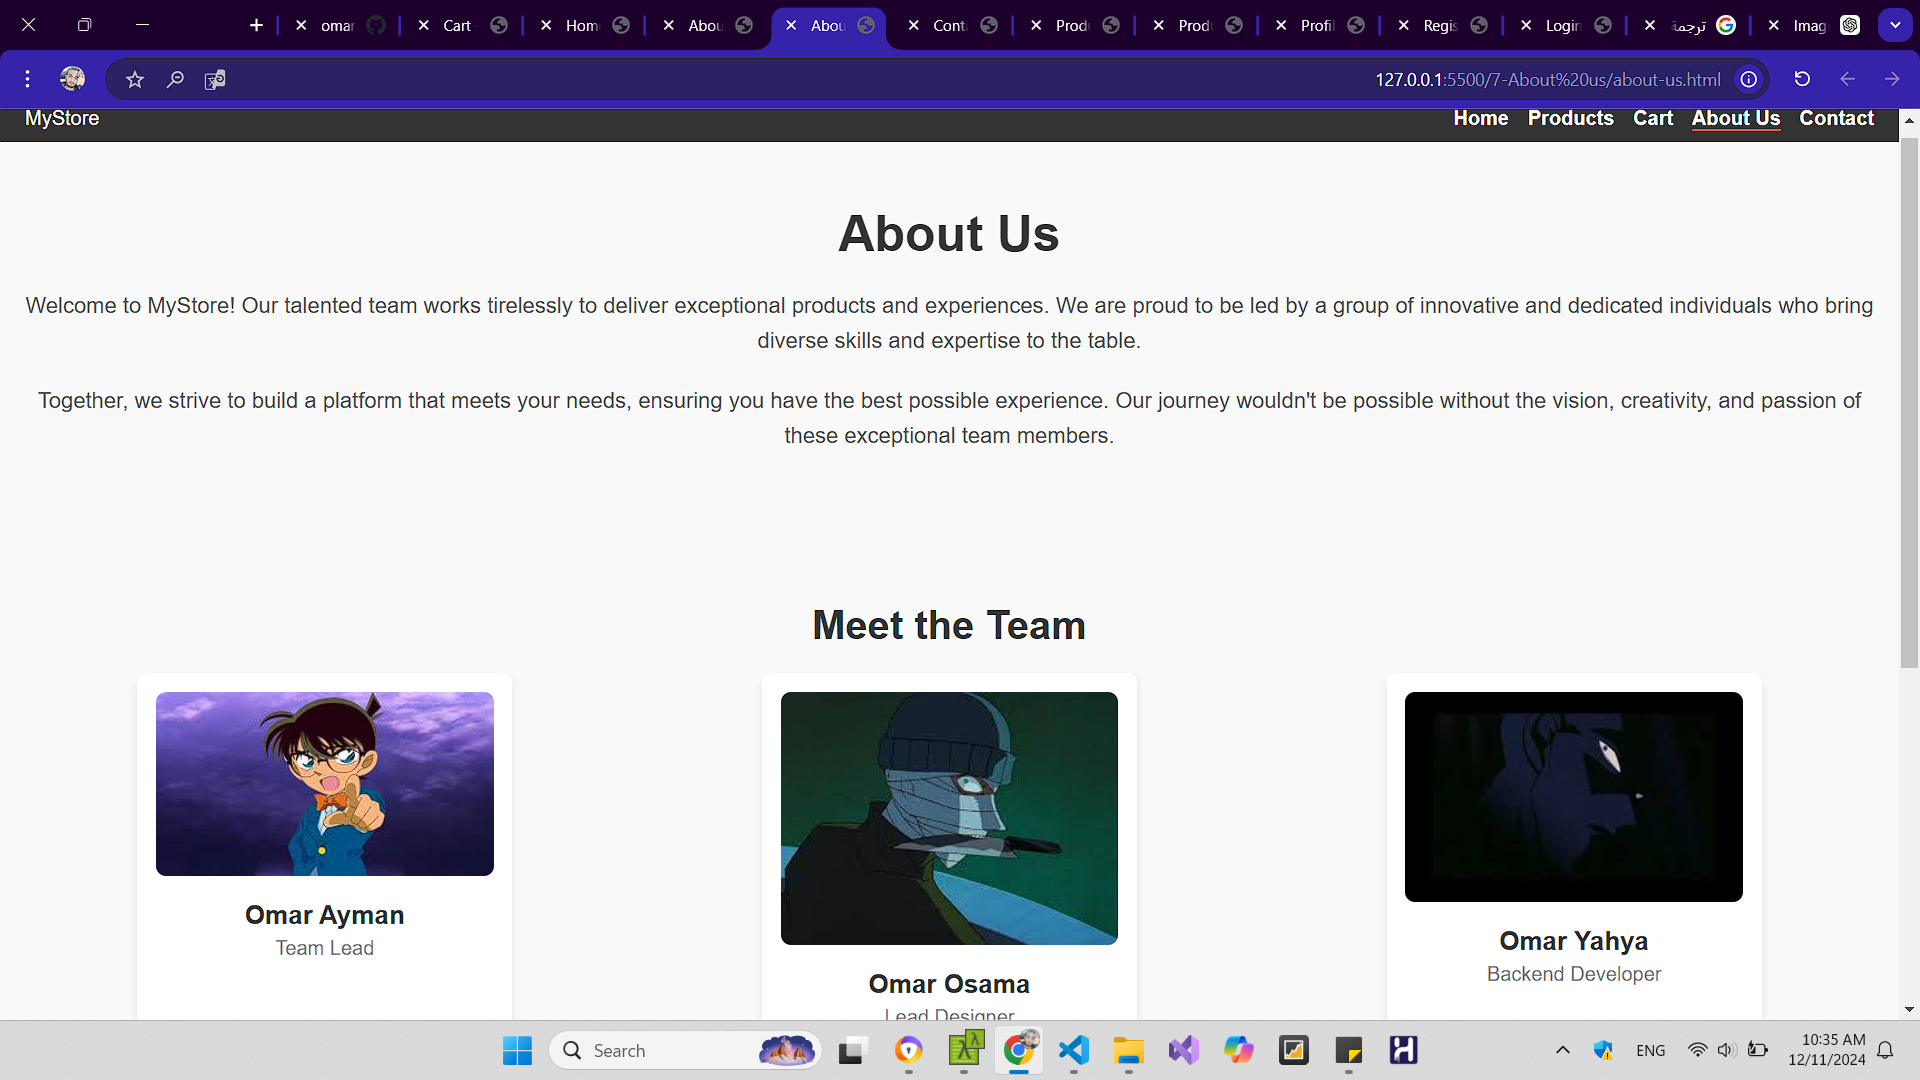 omar
Cart
Hom
Abou
Abou
Cont
Produ
Produ
Profil
Regis
Login
ترجمة
Imag
127.0.0.1:5500/7-About%20us/about-us.html
MyStore
Home Products Cart About Us Contact
About Us
Welcome to MyStore! Our talented team works tirelessly to deliver exceptional products and experiences. We are proud to be led by a group of innovative and dedicated individuals who bring
diverse skills and expertise to the table.
Together, we strive to build a platform that meets your needs, ensuring you have the best possible experience. Our journey wouldn't be possible without the vision, creativity, and passion of
these exceptional team members.
Meet the Team
Omar Ayman
Team Lead
Omar Osama
Lead Designer
Omar Yahya
Backend Developer
Search
ENG
10:35 AM
12/11/2024